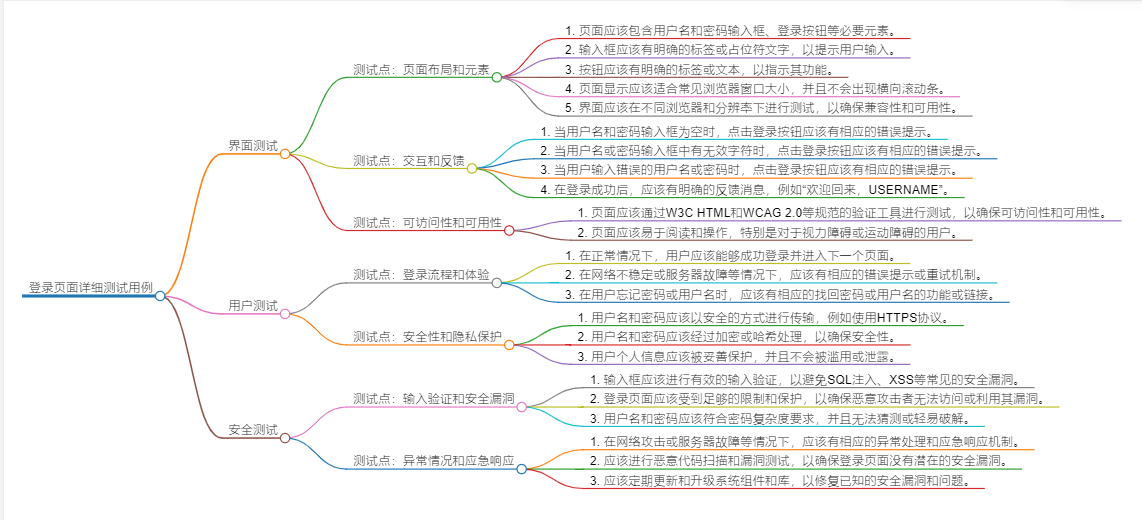 登录页面详细测试用例
界面测试
测试点：页面布局和元素
1. 页面应该包含用户名和密码输入框、登录按钮等必要元素。
2. 输入框应该有明确的标签或占位符文字，以提示用户输入。
3. 按钮应该有明确的标签或文本，以指示其功能。
4. 页面显示应该适合常见浏览器窗口大小，并且不会出现横向滚动条。
5. 界面应该在不同浏览器和分辨率下进行测试，以确保兼容性和可用性。
测试点：交互和反馈
1. 当用户名和密码输入框为空时，点击登录按钮应该有相应的错误提示。
2. 当用户名或密码输入框中有无效字符时，点击登录按钮应该有相应的错误提示。
3. 当用户输入错误的用户名或密码时，点击登录按钮应该有相应的错误提示。
4. 在登录成功后，应该有明确的反馈消息，例如“欢迎回来，USERNAME”。
测试点：可访问性和可用性
1. 页面应该通过W3C HTML和WCAG 2.0等规范的验证工具进行测试，以确保可访问性和可用性。
2. 页面应该易于阅读和操作，特别是对于视力障碍或运动障碍的用户。
用户测试
测试点：登录流程和体验
1. 在正常情况下，用户应该能够成功登录并进入下一个页面。
2. 在网络不稳定或服务器故障等情况下，应该有相应的错误提示或重试机制。
3. 在用户忘记密码或用户名时，应该有相应的找回密码或用户名的功能或链接。
测试点：安全性和隐私保护
1. 用户名和密码应该以安全的方式进行传输，例如使用HTTPS协议。
2. 用户名和密码应该经过加密或哈希处理，以确保安全性。
3. 用户个人信息应该被妥善保护，并且不会被滥用或泄露。
安全测试
测试点：输入验证和安全漏洞
1. 输入框应该进行有效的输入验证，以避免SQL注入、XSS等常见的安全漏洞。
2. 登录页面应该受到足够的限制和保护，以确保恶意攻击者无法访问或利用其漏洞。
3. 用户名和密码应该符合密码复杂度要求，并且无法猜测或轻易破解。
测试点：异常情况和应急响应
1. 在网络攻击或服务器故障等情况下，应该有相应的异常处理和应急响应机制。
2. 应该进行恶意代码扫描和漏洞测试，以确保登录页面没有潜在的安全漏洞。
3. 应该定期更新和升级系统组件和库，以修复已知的安全漏洞和问题。